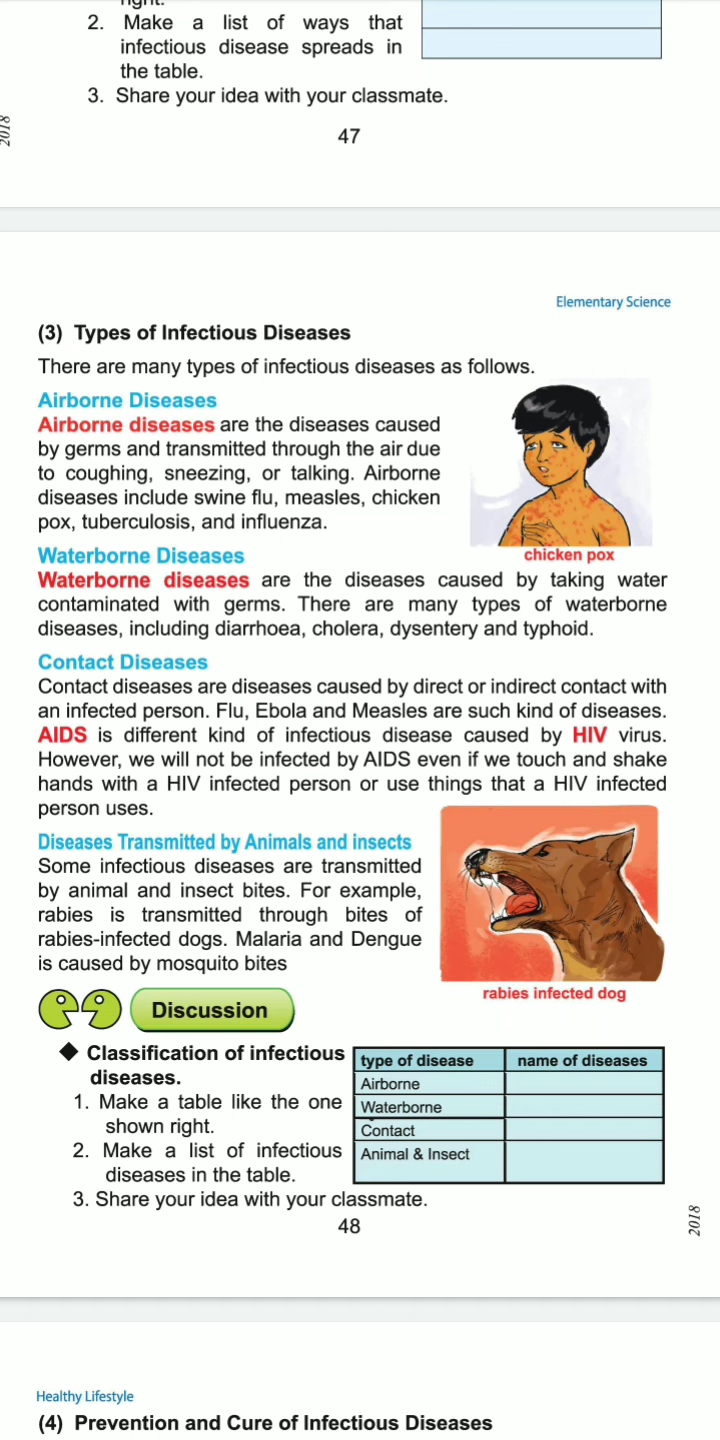 right.
2. Make a list of ways that
infectious disease spreads in
the table.
3. Share your idea with your classmate.
2018
47
Elementary Science
(3) Types of Infectious Diseases
There are many types of infectious diseases as follows.
Airborne Diseases
Airborne diseases are the diseases caused
by germs and transmitted through the air due
to coughing, sneezing, or talking. Airborne
diseases include swine flu, measles, chicken
pox, tuberculosis, and influenza.
chicken pox
Waterborne Diseases
Waterborne diseases are the diseases caused by taking water
contaminated with germs. There are many types of waterborne
diseases, including diarrhoea, cholera, dysentery and typhoid.
Contact Diseases
Contact diseases are diseases caused by direct or indirect contact with
an infected person. Flu, Ebola and Measles are such kind of diseases.
AIDS is different kind of infectious disease caused by HIV virus.
However, we will not be infected by AIDS even if we touch and shake
hands with a HIV infected person or use things that a HIV infected
person uses.
Diseases Transmitted by Animals and insects
Some infectious diseases are transmitted
by animal and insect bites. For example,
rabies is transmitted through bites of
rabies-infected dogs. Malaria and Dengue
is caused by mosquito bites
rabies infected dog
Discussion
◆ Classification of infectious
diseases.
1. Make a table like the one
shown right.
2. Make a list of infectious
diseases in the table.
3. Share your idea with your classmate.
type of disease name of diseases
Airborne
Waterborne
Contact
Animal & Insect
48
2018
Healthy Lifestyle
(4) Prevention and Cure of Infectious Diseases